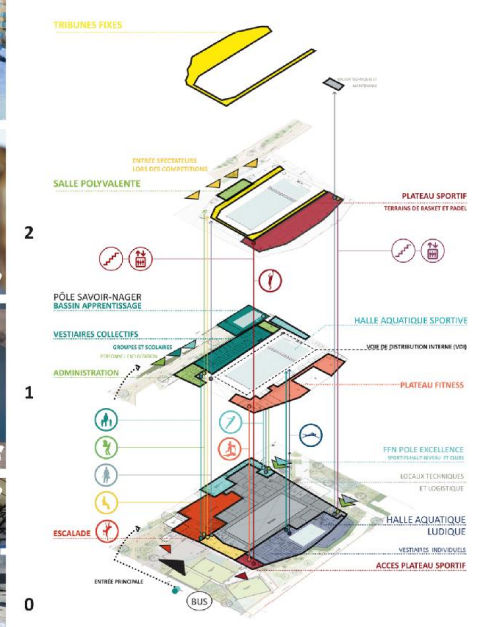 TRIBUNES FIXES
ENTRÉE SPECTATEURS
LORS DES COMPETITIONS
SALLE POLYVALENTE
PLATEAU SPORTIF
TERRAINS DE BASKET ET PADEL
2
PÔLE SAVOIR-NAGER
BASSIN APPRENTISSAGE
HALLE AQUATIQUE SPORTIVE
VESTIAIRES COLLECTIFS
GROUPES ET SCOLAIRES
VOIE DE DISTRIBUTION INTERNE (VDI)
ADMINISTRATION
PLATEAU FITNESS
1
FFN POLE EXCELLENCE
LOCAUX TECHNIQUES
ET LOGISTIQUE
HALLE AQUATIQUE
LUDIQUE
ESCALADE
VESTIAIRES INDIVIDUELS
ACCES PLATEAU SPORTIF
ENTRÉE PRINCIPALE
BUS
0